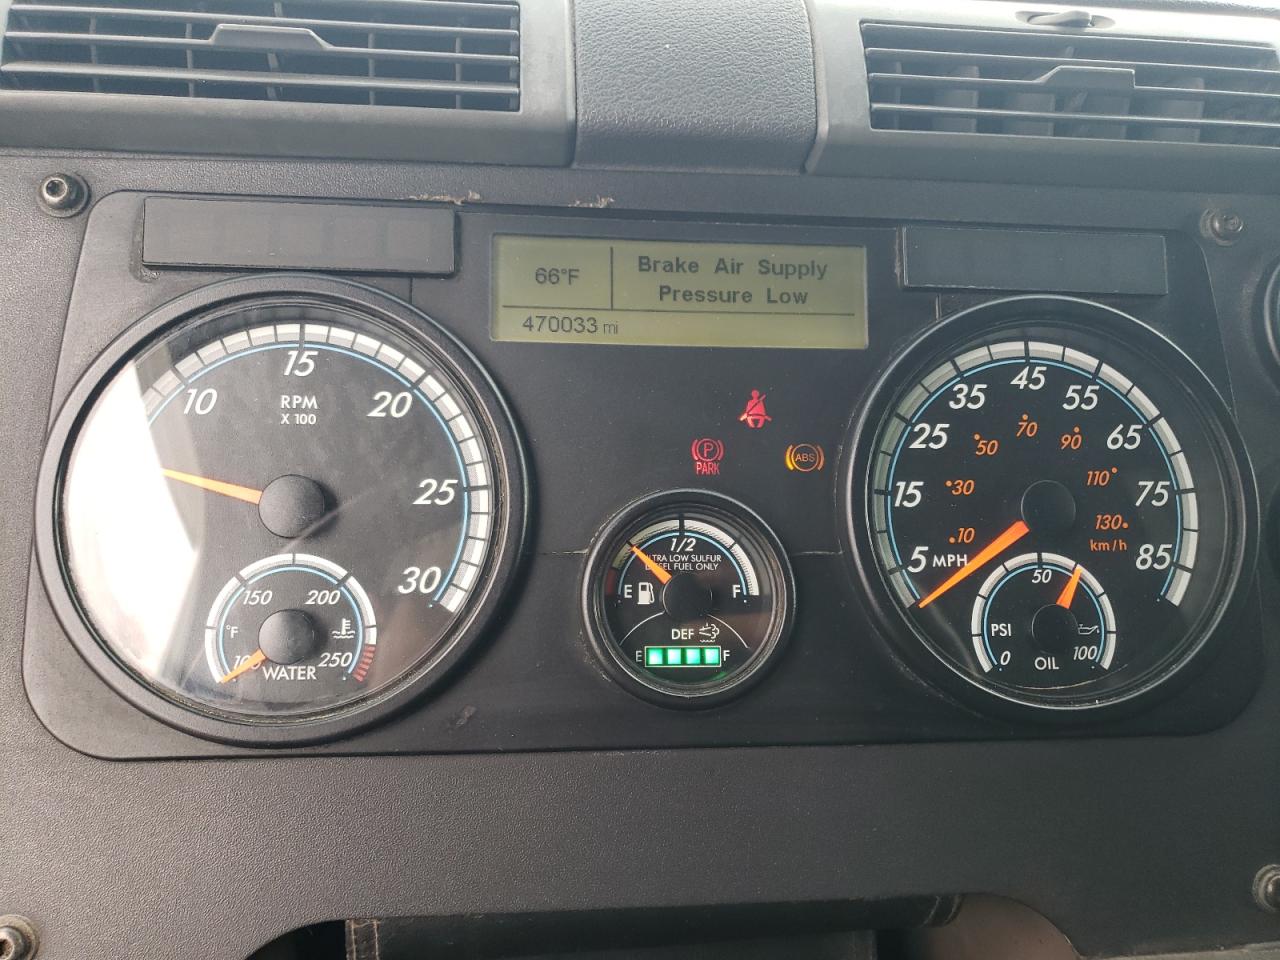 66°F
Brake Air Supply
Pressure Low
470033 mi
10
15
20
25
30
RPM
X 100
100
150
200
250
°F
WATER
PARK
P
ABS
1/2
ULTRA LOW SULFUR
DIESEL FUEL ONLY
E
F
DEF
E
F
5
15
25
35
45
55
65
75
85
MPH
10
30
50
70
90
110
130
km/h
0
50
100
PSI
OIL